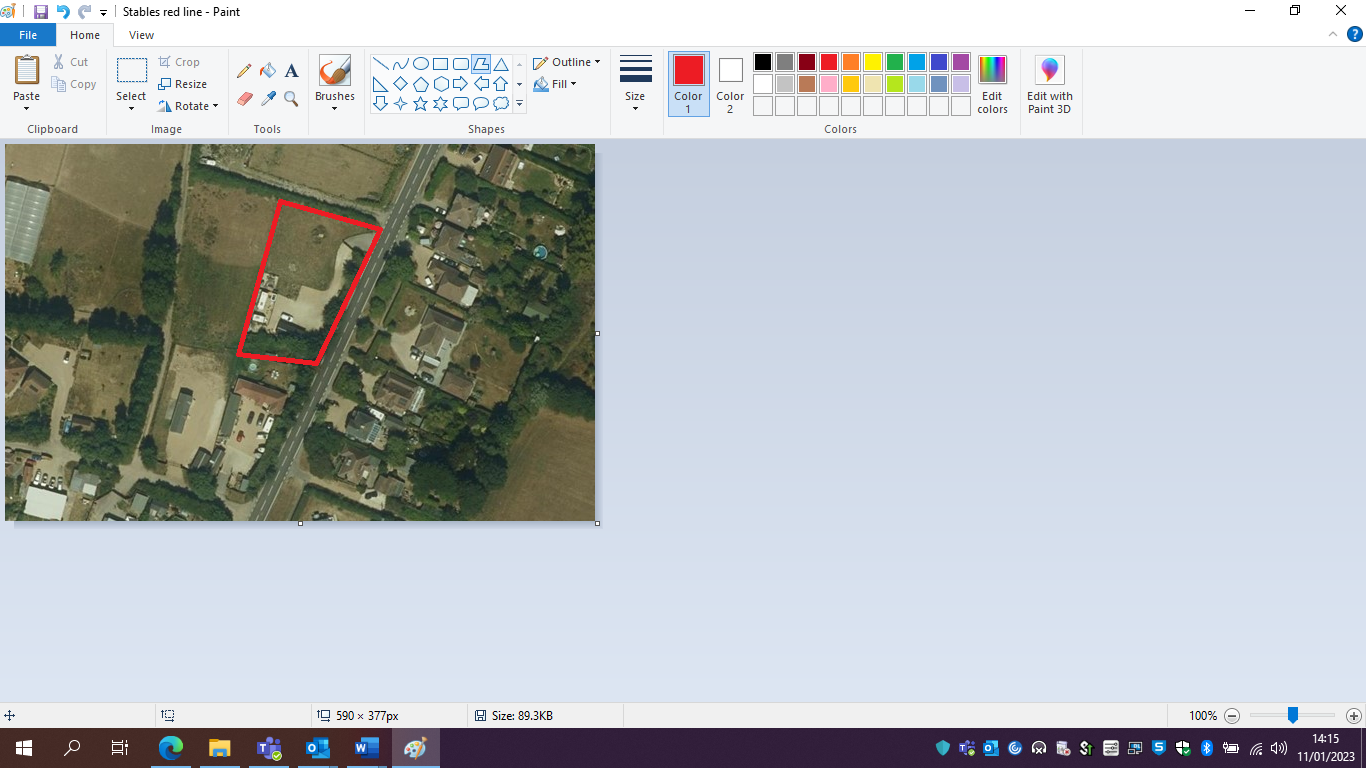 Stables red line - Paint
File Home View
Paste
Cut
Copy
Clipboard
Select
Crop
Resize
Rotate
Image
A
Tools
Brushes
Outline
Fill
Shapes
Size
Color 1
Color 2
Edit colors
Colors
Edit with Paint 3D
590 × 377px
Size: 89.3KB
100%
14:15
11/01/2023